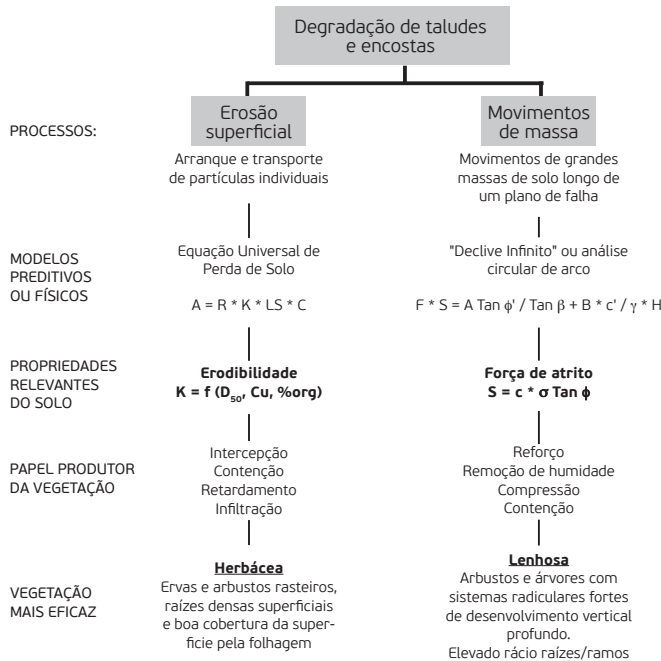 Degradação de taludes
e encostas
PROCESSOS:
Erosão
superficial
Movimentos
de massa
Arranque e transporte
de partículas individuais
Movimentos de grandes
massas de solo longo de
um plano de falha
MODELOS
PREDITIVOS
OU FÍSICOS
Equação Universal de
Perda de Solo
A = R * K * LS * C
"Declive Infinito" ou análise
circular de arco
F * S = A Tan ϕ' / Tan β + B * c' / γ * H
PROPRIEDADES
RELEVANTES
DO SOLO
Erodibilidade
K = f (D₅₀, Cu, %org)
Força de atrito
S = c * σ Tan ϕ
PAPEL PRODUTOR
DA VEGETAÇÃO
Intercepção
Contenção
Retardamento
Infiltração
Reforço
Remoção de humidade
Compressão
Contenção
VEGETAÇÃO
MAIS EFICAZ
Herbácea
Ervas e arbustos rasteiros,
raízes densas superficiais
e boa cobertura da super-
fície pela folhagem
Lenhosa
Arbustos e árvores com
sistemas radiculares fortes
de desenvolvimento vertical
profundo.
Elevado rácio raízes/ramos